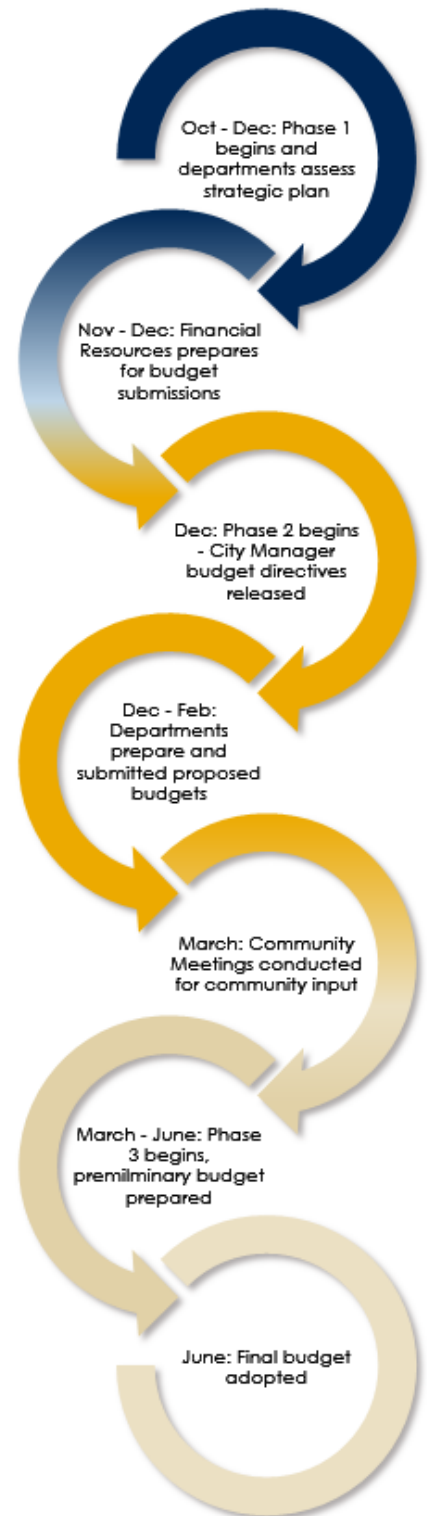 Oct - Dec: Phase 1
begins and
departments assess
strategic plan
Nov - Dec: Financial
Resources prepares
for budget
submissions
Dec: Phase 2 begins
- City Manager
budget directives
released
Dec - Feb:
Departments
prepare and
submitted proposed
budgets
March: Community
Meetings conducted
for community input
March - June: Phase
3 begins,
premilminary budget
prepared
June: Final budget
adopted